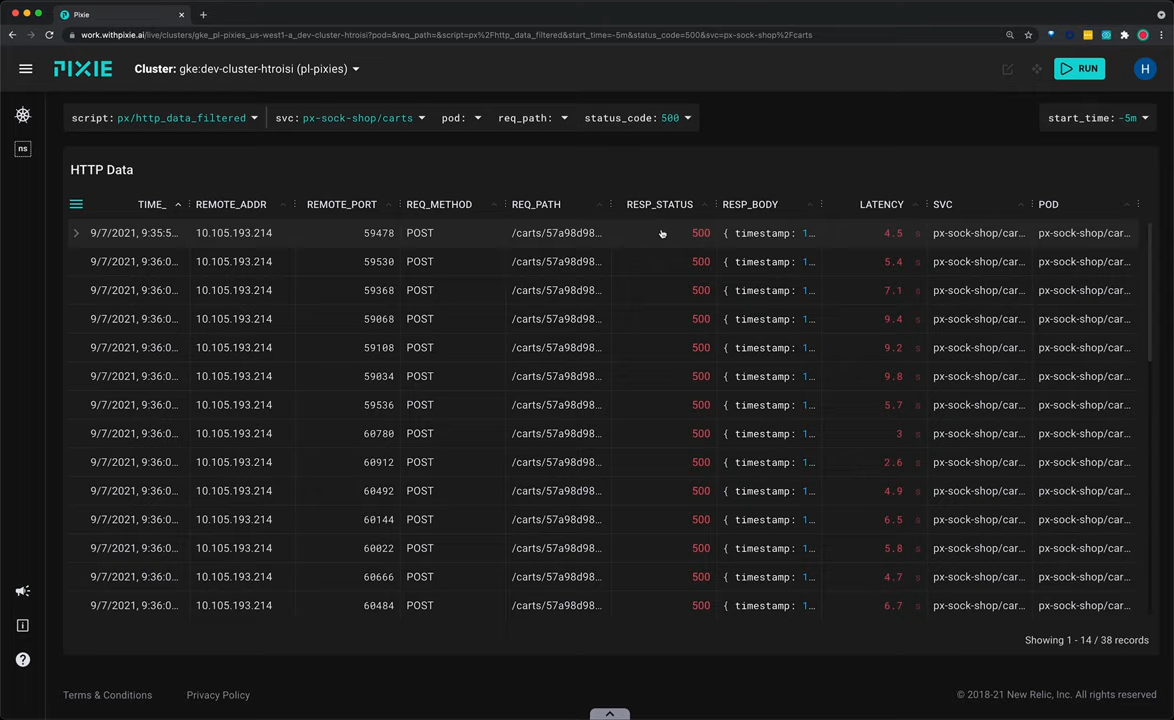 Pixie
work.withpixie.ai/live/clusters/gke_pl-pixies_us-west1-a_dev-cluster-htroisi?pod=&req_path=&script=px%2Fhttp_data_filtered&start_time=-5m&status_code=500&svc=px-sock-shop%2Fcarts
PIXIE Cluster: gke:dev-cluster-htroisi (pl-pixies) RUN H
script: px/http_data_filtered svc: px-sock-shop/carts pod: req_path: status_code: 500 start_time: -5m
ns
HTTP Data
TIME_ REMOTE_ADDR REMOTE_PORT REQ_METHOD REQ_PATH RESP_STATUS RESP_BODY LATENCY SVC POD
9/7/2021, 9:35:5... 10.105.193.214 59478 POST /carts/57a98d98... 500 { timestamp: 1... 4.5 s px-sock-shop/car... px-sock-shop/car...
9/7/2021, 9:36:0... 10.105.193.214 59530 POST /carts/57a98d98... 500 { timestamp: 1... 5.4 s px-sock-shop/car... px-sock-shop/car...
9/7/2021, 9:36:0... 10.105.193.214 59368 POST /carts/57a98d98... 500 { timestamp: 1... 7.1 s px-sock-shop/car... px-sock-shop/car...
9/7/2021, 9:36:0... 10.105.193.214 59068 POST /carts/57a98d98... 500 { timestamp: 1... 9.4 s px-sock-shop/car... px-sock-shop/car...
9/7/2021, 9:36:0... 10.105.193.214 59108 POST /carts/57a98d98... 500 { timestamp: 1... 9.2 s px-sock-shop/car... px-sock-shop/car...
9/7/2021, 9:36:0... 10.105.193.214 59034 POST /carts/57a98d98... 500 { timestamp: 1... 9.8 s px-sock-shop/car... px-sock-shop/car...
9/7/2021, 9:36:0... 10.105.193.214 59536 POST /carts/57a98d98... 500 { timestamp: 1... 5.7 s px-sock-shop/car... px-sock-shop/car...
9/7/2021, 9:36:0... 10.105.193.214 60780 POST /carts/57a98d98... 500 { timestamp: 1... 3 s px-sock-shop/car... px-sock-shop/car...
9/7/2021, 9:36:0... 10.105.193.214 60912 POST /carts/57a98d98... 500 { timestamp: 1... 2.6 s px-sock-shop/car... px-sock-shop/car...
9/7/2021, 9:36:0... 10.105.193.214 60492 POST /carts/57a98d98... 500 { timestamp: 1... 4.9 s px-sock-shop/car... px-sock-shop/car...
9/7/2021, 9:36:0... 10.105.193.214 60144 POST /carts/57a98d98... 500 { timestamp: 1... 6.5 s px-sock-shop/car... px-sock-shop/car...
9/7/2021, 9:36:0... 10.105.193.214 60022 POST /carts/57a98d98... 500 { timestamp: 1... 5.8 s px-sock-shop/car... px-sock-shop/car...
9/7/2021, 9:36:0... 10.105.193.214 60666 POST /carts/57a98d98... 500 { timestamp: 1... 4.7 s px-sock-shop/car... px-sock-shop/car...
9/7/2021, 9:36:0... 10.105.193.214 60484 POST /carts/57a98d98... 500 { timestamp: 1... 6.7 s px-sock-shop/car... px-sock-shop/car...
Showing 1 - 14 / 38 records
Terms & Conditions Privacy Policy © 2018-21 New Relic, Inc. All rights reserved